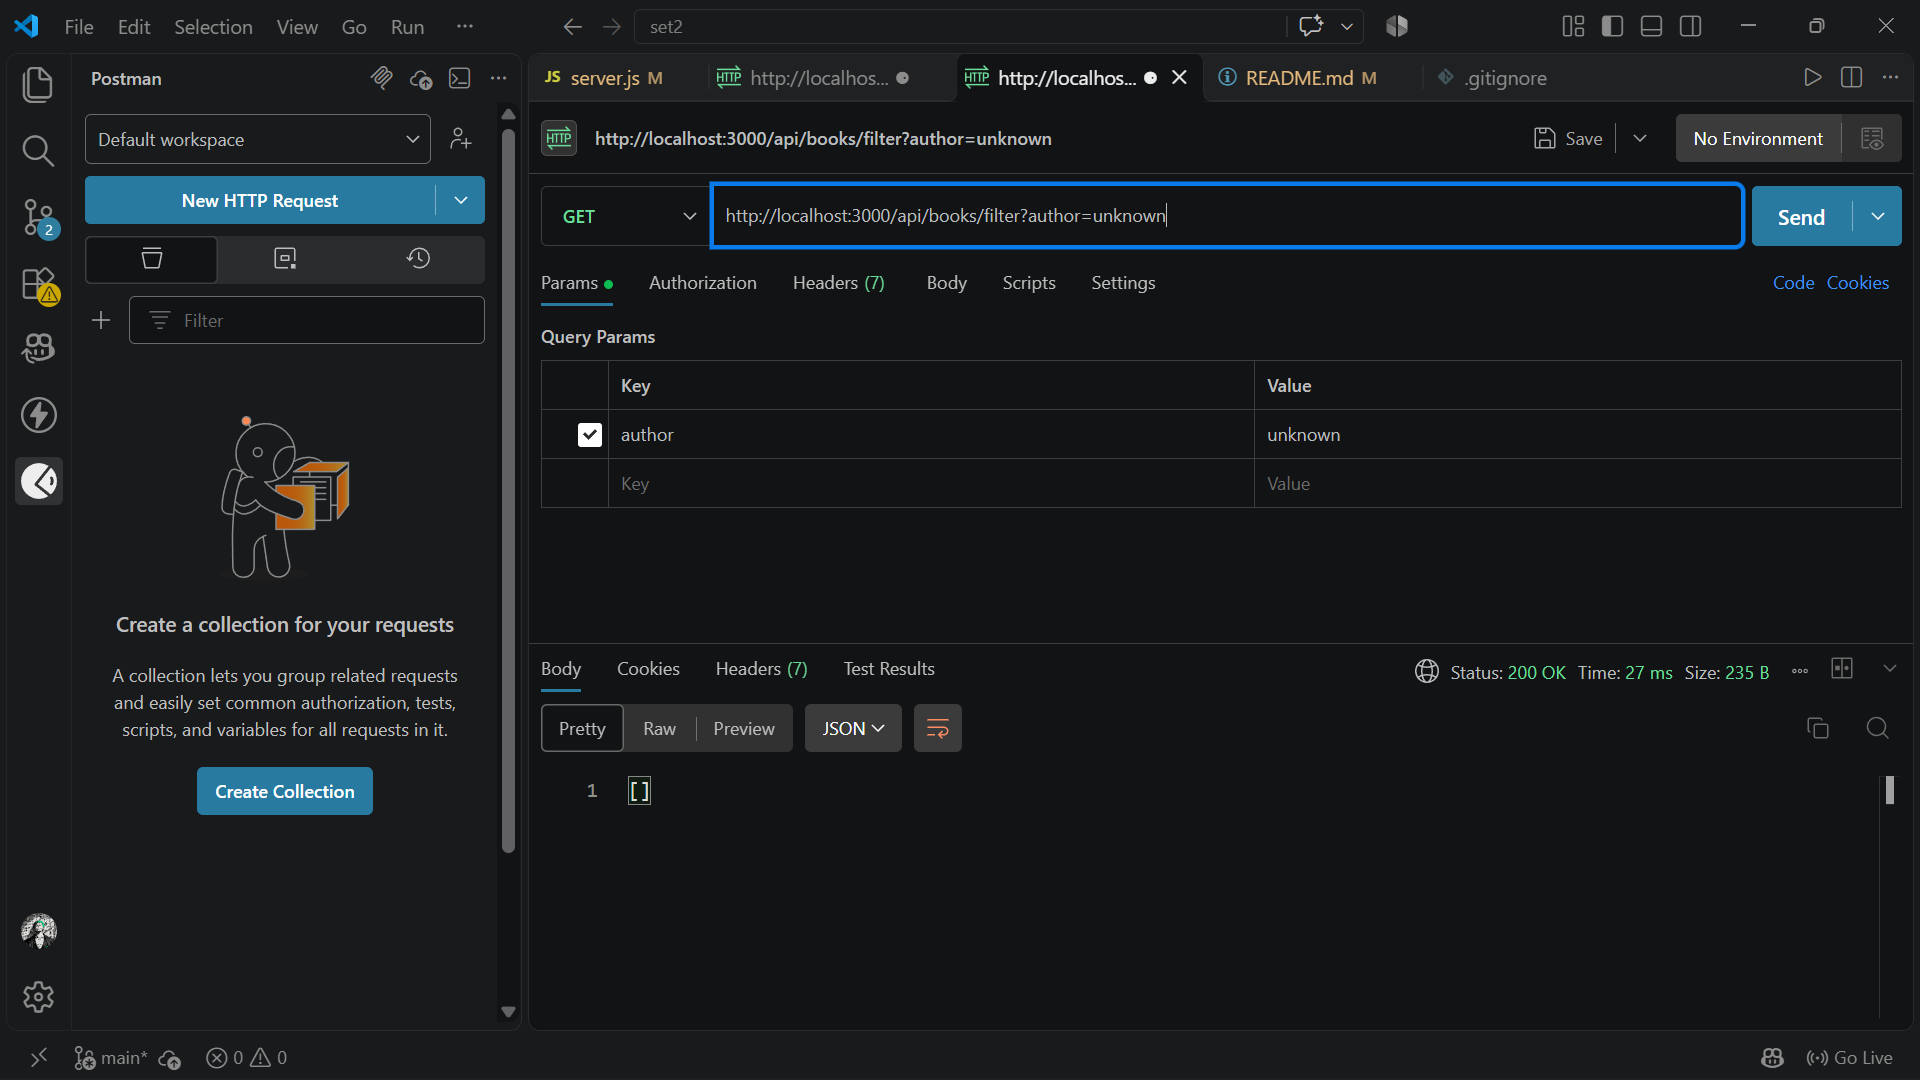 File Edit Selection View Go Run ···
set2
Postman
JS server.js M
HTTP http://localhos...
HTTP http://localhos...
README.md M
.gitignore
Default workspace
HTTP http://localhost:3000/api/books/filter?author=unknown
Save
No Environment
New HTTP Request
GET
http://localhost:3000/api/books/filter?author=unknown
Send
2
Params Authorization Headers (7) Body Scripts Settings
Code Cookies
Filter
Query Params
Key Value
author unknown
Key Value
Create a collection for your requests
A collection lets you group related requests
and easily set common authorization, tests,
scripts, and variables for all requests in it.
Create Collection
Body Cookies Headers (7) Test Results
Status: 200 OK Time: 27 ms Size: 235 B
Pretty Raw Preview JSON
1 []
main* 0 0
Go Live